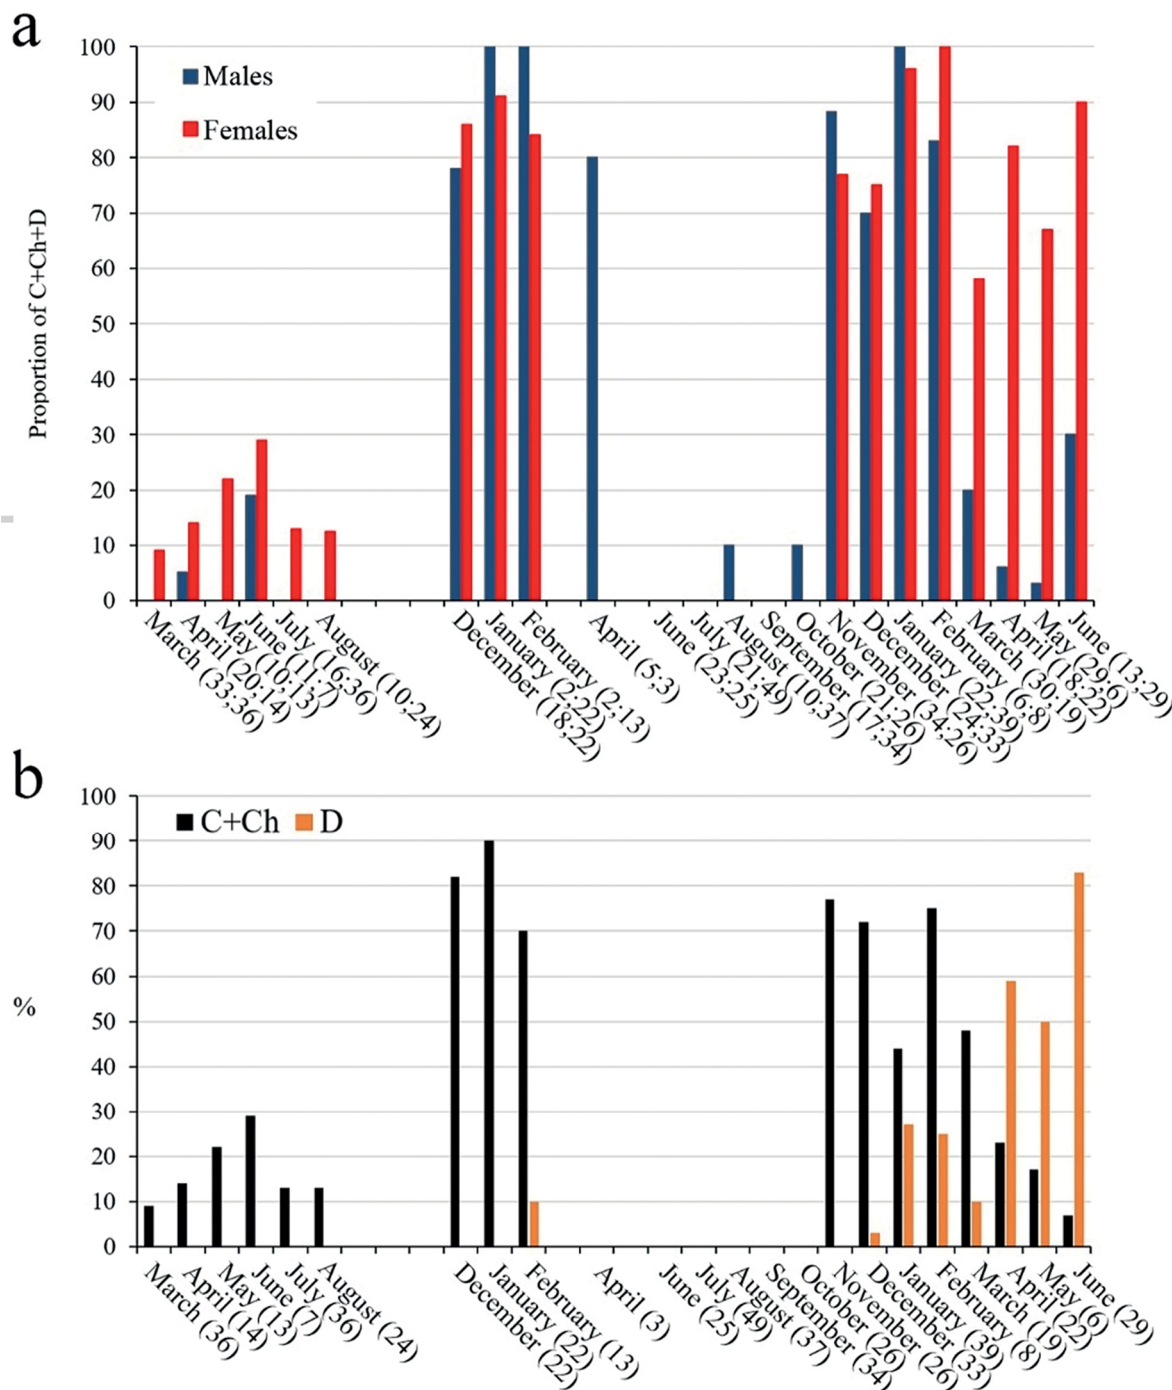 a
100
90
80
70
60
50
40
30
20
10
0
Proportion of C+Ch+D
Males
Females
March (33;36)
April (20;14)
May (10;13)
June (11;7)
July (16;36)
August (10;24)
December (18;22)
January (2;22)
February (2;13)
April (5;3)
June (23;25)
July (21;49)
August (10;37)
September (17;34)
October (21;26)
November (34;26)
December (24;33)
January (22;39)
February (6;8)
March (30;19)
April (18;22)
May (29;6)
June (13;29)
b
100
90
80
70
60
50
40
30
20
10
0
%
C+Ch
D
March (36)
April (14)
May (13)
June (7)
July (36)
August (24)
December (22)
January (22)
February (13)
April (3)
June (25)
July (49)
August (37)
September (34)
October (26)
November (26)
December (33)
January (39)
February (8)
March (19)
April (22)
May (6)
June (29)